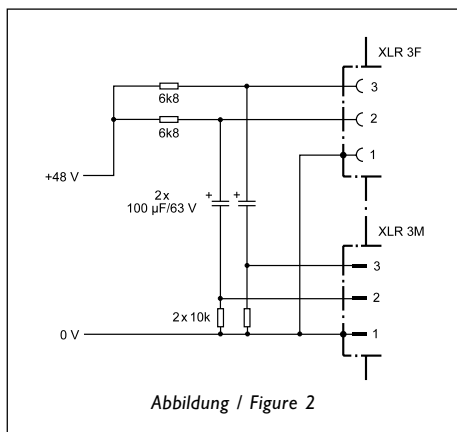 XLR 3F
3
6k8
2
6k8
1
+48 V
2x
100 µF/63 V
+
+
XLR 3M
3
2
2 x 10k
0 V
1
Abbildung / Figure 2